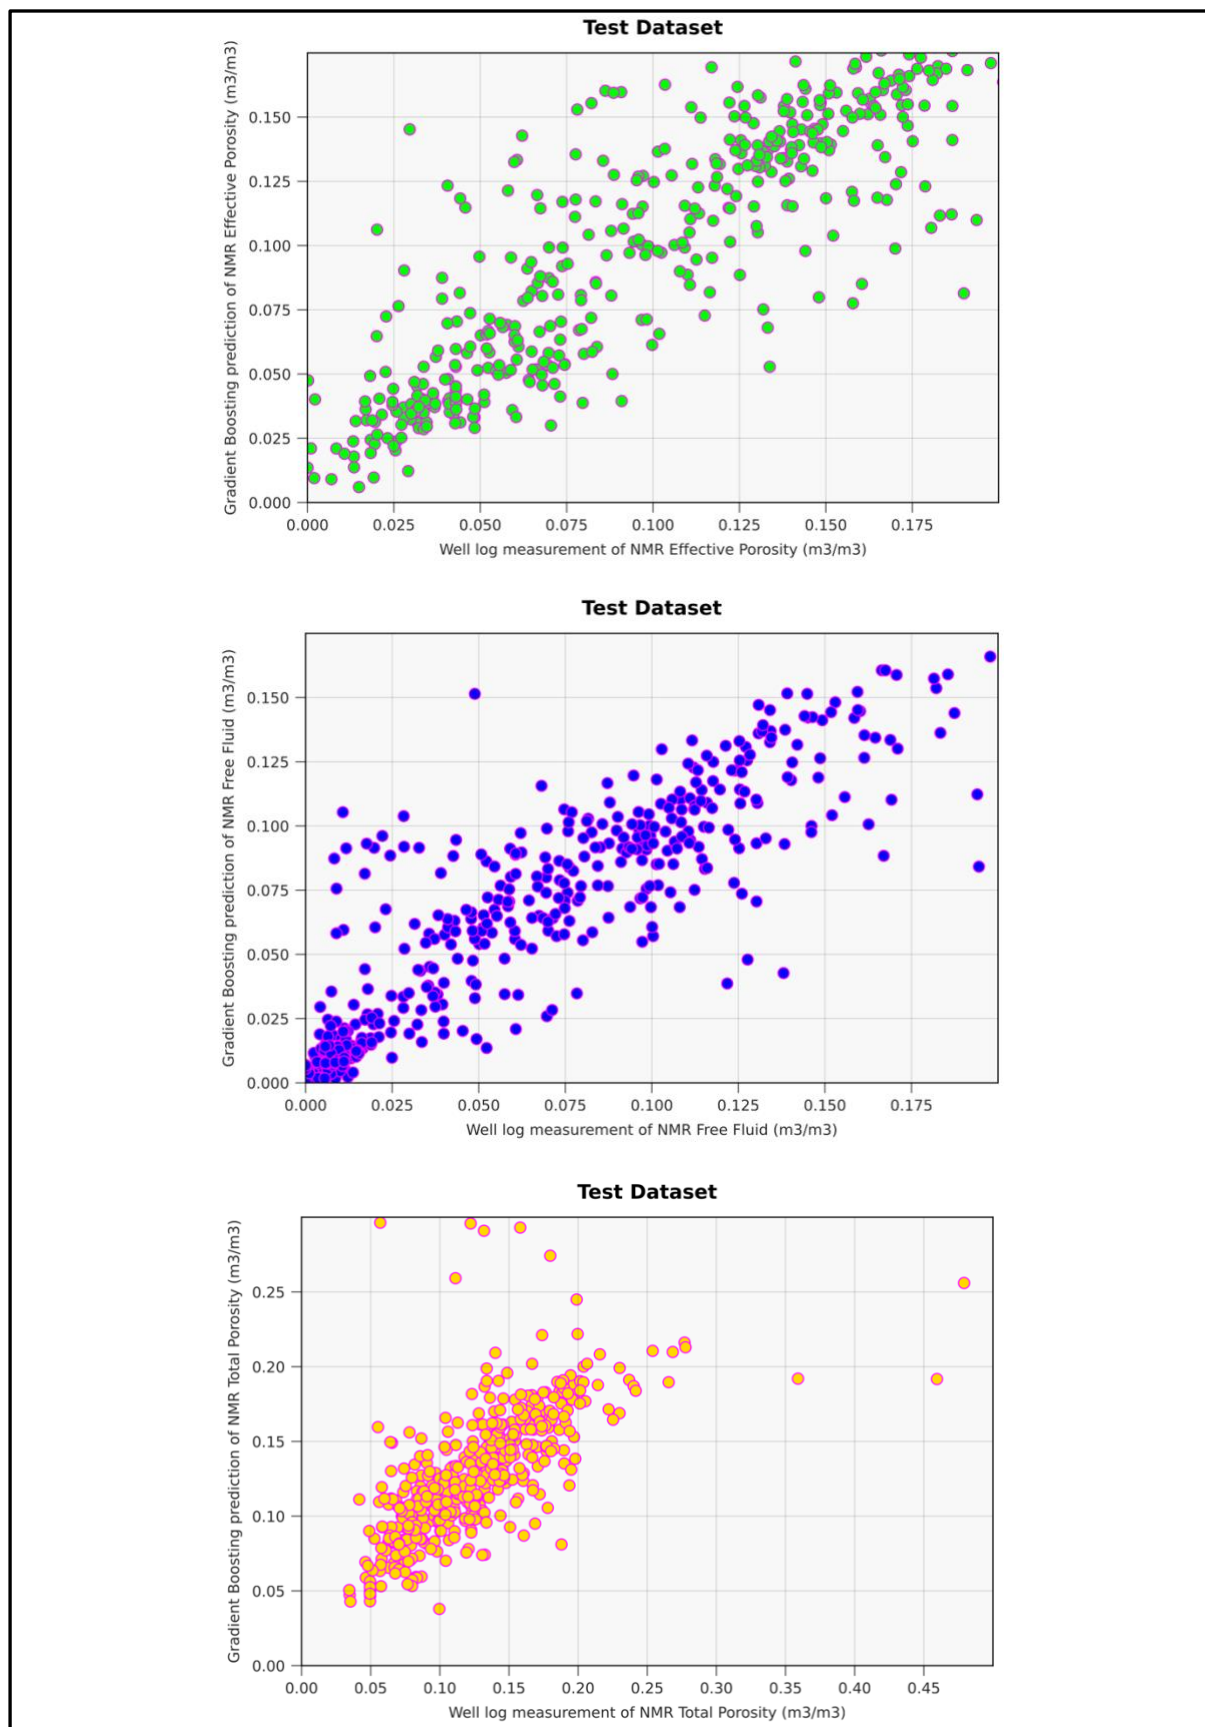 Test Dataset
Gradient Boosting prediction of NMR Effective Porosity (m3/m3)
0.150
0.125
0.100
0.075
0.050
0.025
0.000
0.000 0.025 0.050 0.075 0.100 0.125 0.150 0.175
Well log measurement of NMR Effective Porosity (m3/m3)
Test Dataset
Gradient Boosting prediction of NMR Free Fluid (m3/m3)
0.150
0.125
0.100
0.075
0.050
0.025
0.000
0.000 0.025 0.050 0.075 0.100 0.125 0.150 0.175
Well log measurement of NMR Free Fluid (m3/m3)
Test Dataset
Gradient Boosting prediction of NMR Total Porosity (m3/m3)
0.25
0.20
0.15
0.10
0.05
0.00
0.00 0.05 0.10 0.15 0.20 0.25 0.30 0.35 0.40 0.45
Well log measurement of NMR Total Porosity (m3/m3)